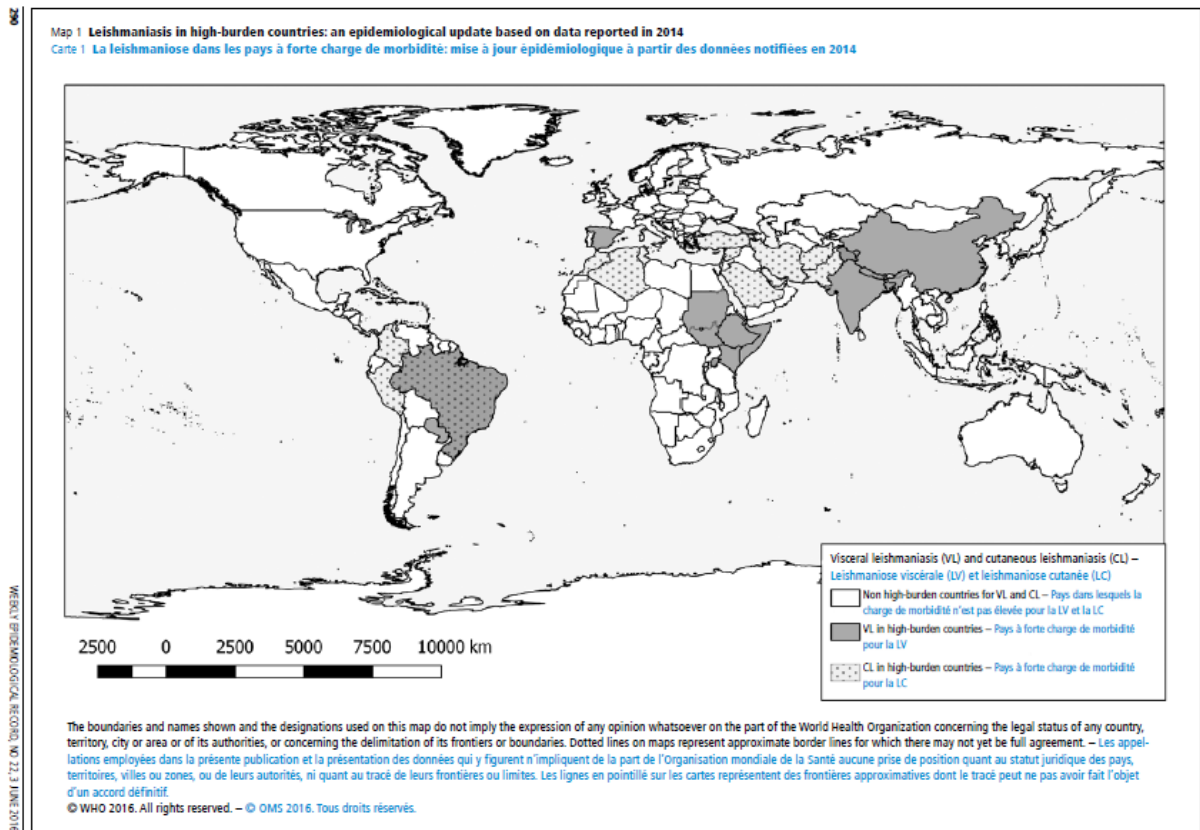 290
WEEKLY EPIDEMIOLOGICAL RECORD, NO 22, 3 JUNE 2016
Map 1 Leishmaniasis in high-burden countries: an epidemiological update based on data reported in 2014
Carte 1 La leishmaniose dans les pays à forte charge de morbidité: mise à jour épidémiologique à partir des données notifiées en 2014
Visceral leishmaniasis (VL) and cutaneous leishmaniasis (CL) –
Leishmaniose viscérale (LV) et leishmaniose cutanée (LC)
Non high-burden countries for VL and CL – Pays dans lesquels la
charge de morbidité n'est pas élevée pour la LV et la LC
VL in high-burden countries – Pays à forte charge de morbidité
pour la LV
CL in high-burden countries – Pays à forte charge de morbidité
pour la LC
2500 0 2500 5000 7500 10000 km
The boundaries and names shown and the designations used on this map do not imply the expression of any opinion whatsoever on the part of the World Health Organization concerning the legal status of any country,
territory, city or area or of its authorities, or concerning the delimitation of its frontiers or boundaries. Dotted lines on maps represent approximate border lines for which there may not yet be full agreement. – Les appel-
lations employées dans la présente publication et la présentation des données qui y figurent n'impliquent de la part de l'Organisation mondiale de la Santé aucune prise de position quant au statut juridique des pays,
territoires, villes ou zones, ou de leurs autorités, ni quant au tracé de leurs frontières ou limites. Les lignes en pointillé sur les cartes représentent des frontières approximatives dont le tracé peut ne pas avoir fait l'objet
d'un accord définitif.
© WHO 2016. All rights reserved. – © OMS 2016. Tous droits réservés.